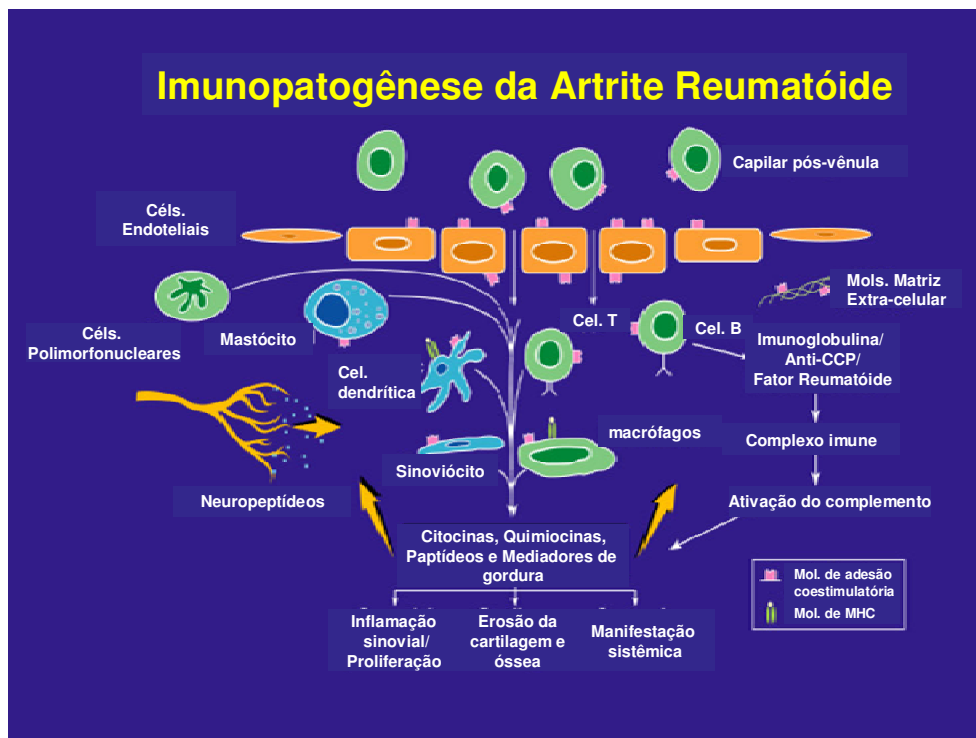 Imunopatogênese da Artrite Reumatóide
Capilar pós-vênula
Céls.
Endoteliais
Mols. Matriz
Extra-celular
Céls.
Polimorfonucleares
Mastócito
Cel. T
Cel. B
Imunoglobulina/
Anti-CCP/
Fator Reumatóide
Cel.
dendrítica
macrófagos
Complexo imune
Sinoviócito
Neuropeptídeos
Ativação do complemento
Citocinas, Quimiocinas,
Paptídeos e Mediadores de
gordura
Mol. de adesão
coestimulatória
Mol. de MHC
Inflamação
sinovial/
Proliferação
Erosão da
cartilagem e
óssea
Manifestação
sistêmica